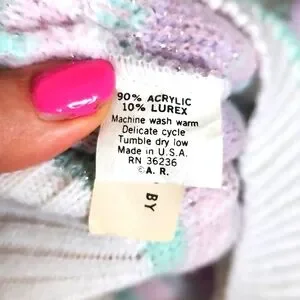 90% ACRYLIC
10% LUREX
Machine wash warm
Delicate cycle
Tumble dry low
Made in U.S.A.
RN 36236
©A. R.
BY